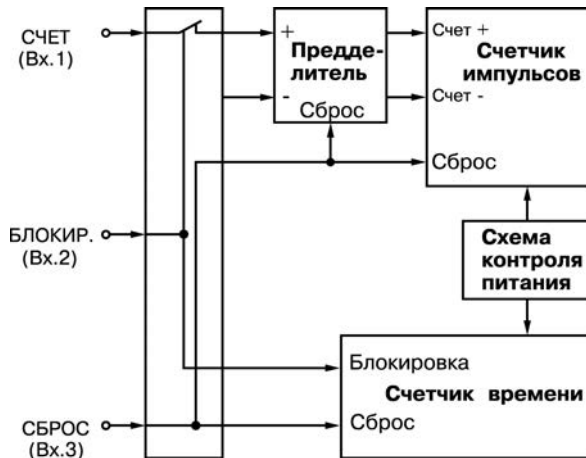 СЧЕТ
(Вх.1)
+
Предде-
литель
-
Сброс
Счет +
Счетчик
импульсов
Счет -
Сброс
БЛОКИР.
(Вх.2)
Схема
контроля
питания
Блокировка
Счетчик времени
Сброс
СБРОС
(Вх.3)